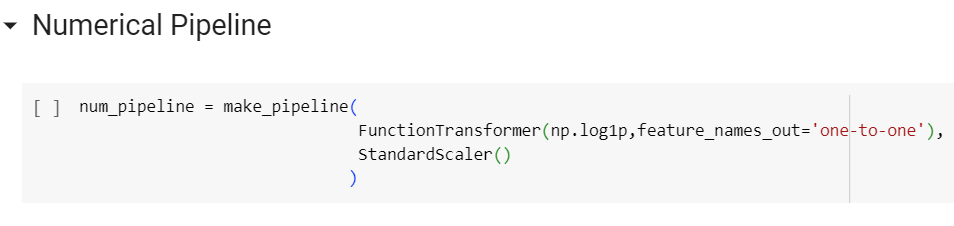 Numerical Pipeline
[ ] num_pipeline = make_pipeline(
FunctionTransformer(np.log1p,feature_names_out='one-to-one'),
StandardScaler()
)